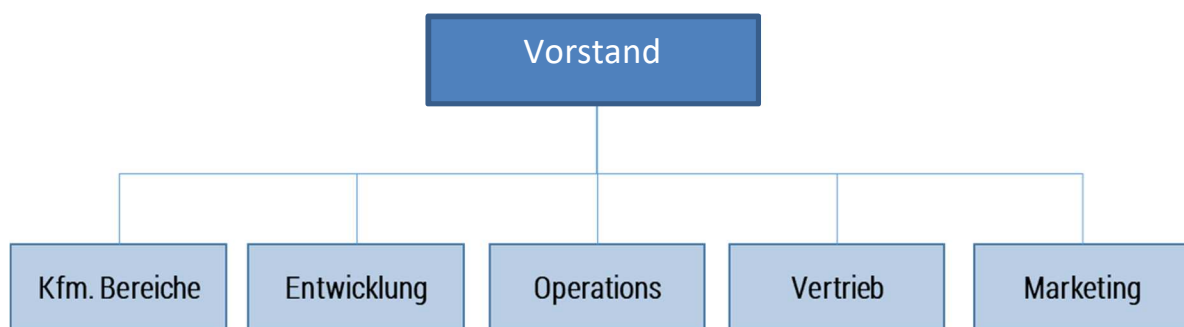 Vorstand
Kfm. Bereiche
Entwicklung
Operations
Vertrieb
Marketing